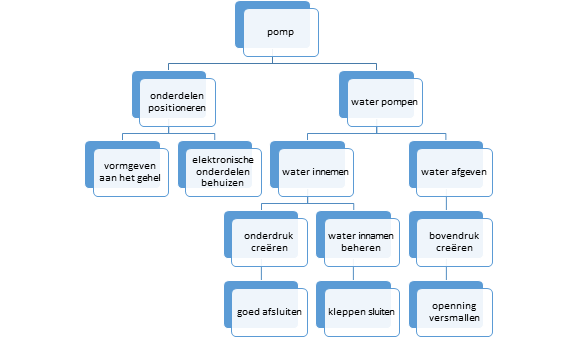 pomp
onderdelen
positioneren
water pompen
vormgeven
aan het gehel
elektronische
onderdelen
behuizen
water innemen
water afgeven
onderdruk
creëren
water innamen
beheren
bovendruk
creëren
goed afsluiten
kleppen sluiten
openning
versmallen